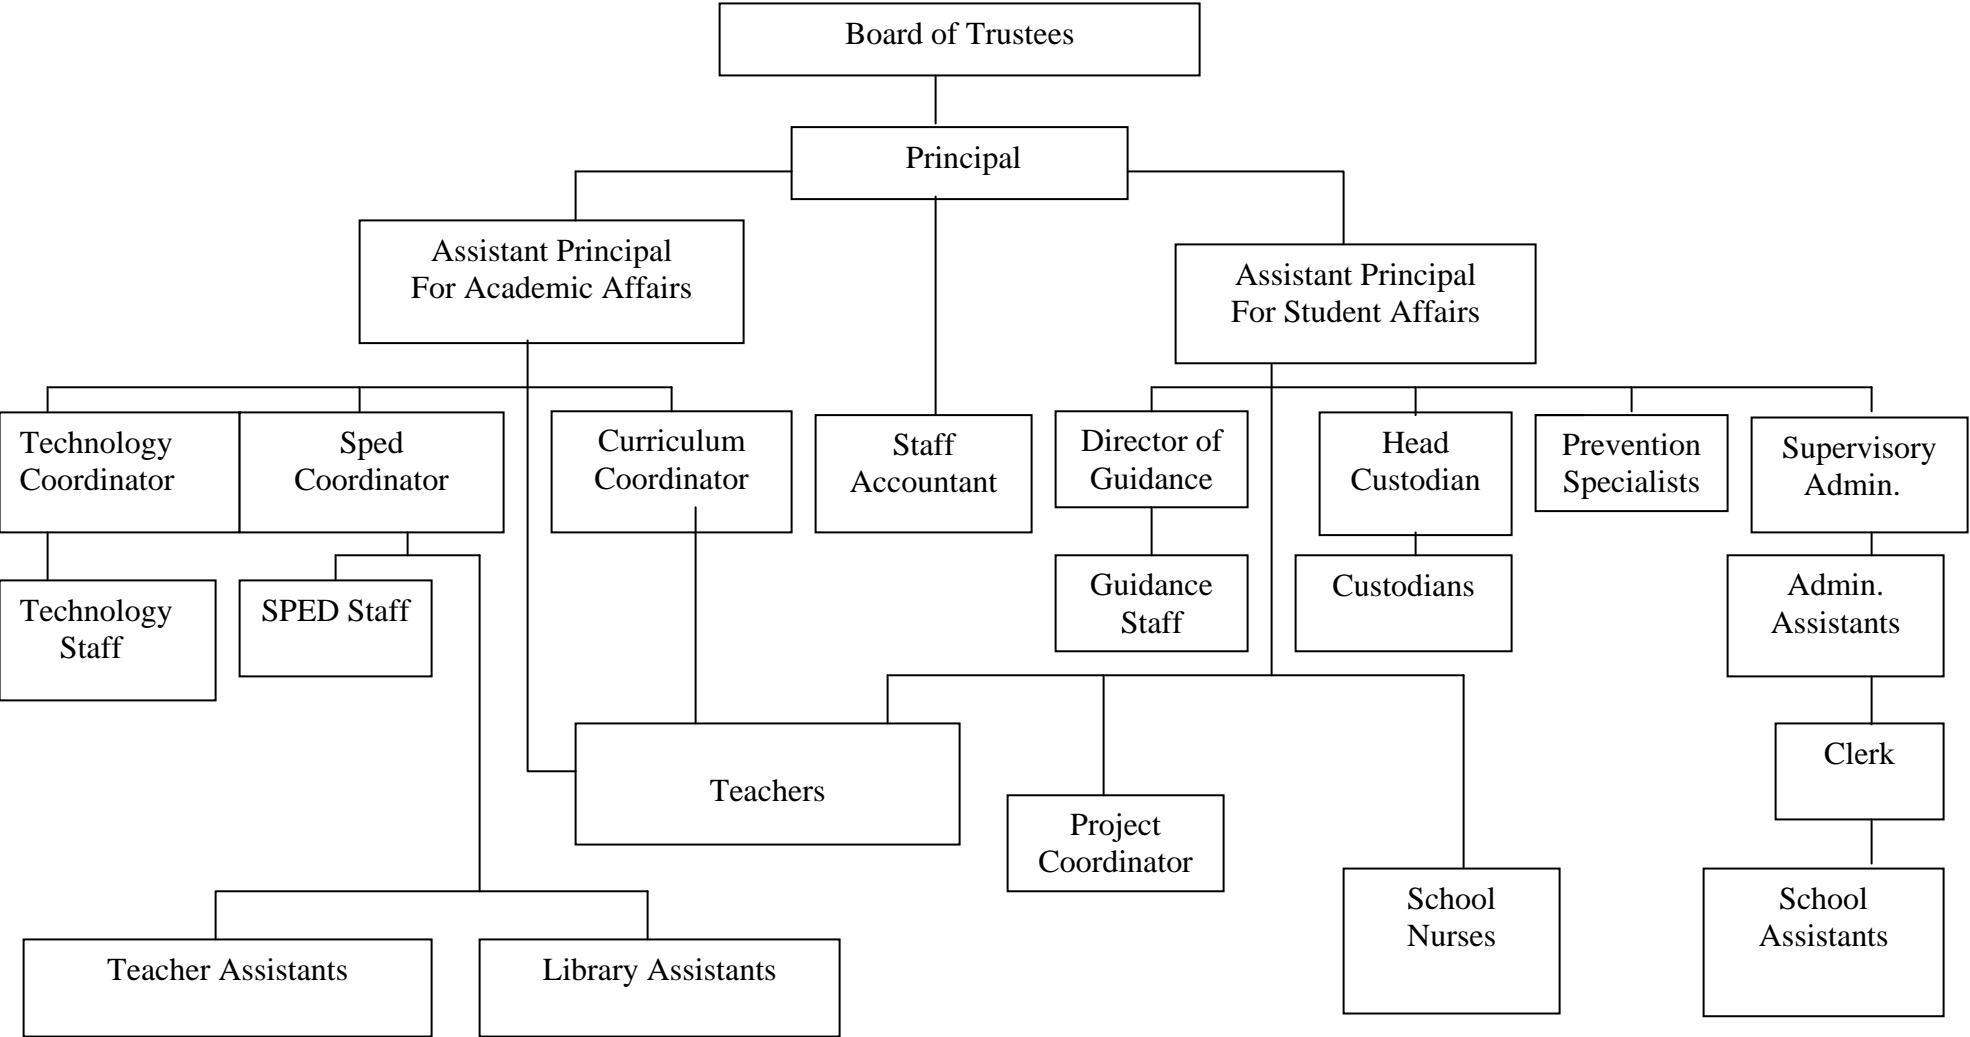 Board of Trustees
Principal
Assistant Principal
For Academic Affairs
Assistant Principal
For Student Affairs
Technology
Coordinator
Sped
Coordinator
Curriculum
Coordinator
Staff
Accountant
Director of
Guidance
Head
Custodian
Prevention
Specialists
Supervisory
Admin.
Technology
Staff
SPED Staff
Guidance
Staff
Custodians
Admin.
Assistants
Teachers
Project
Coordinator
Clerk
School
Nurses
School
Assistants
Teacher Assistants
Library Assistants